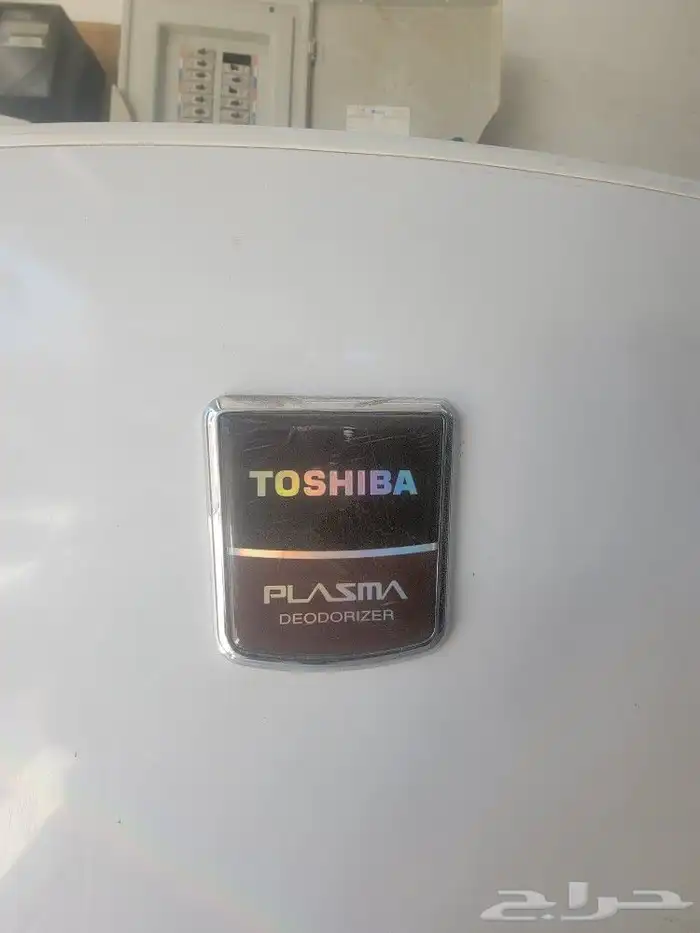 TOSHIBA
PLASMA
DEODORIZER
حراج